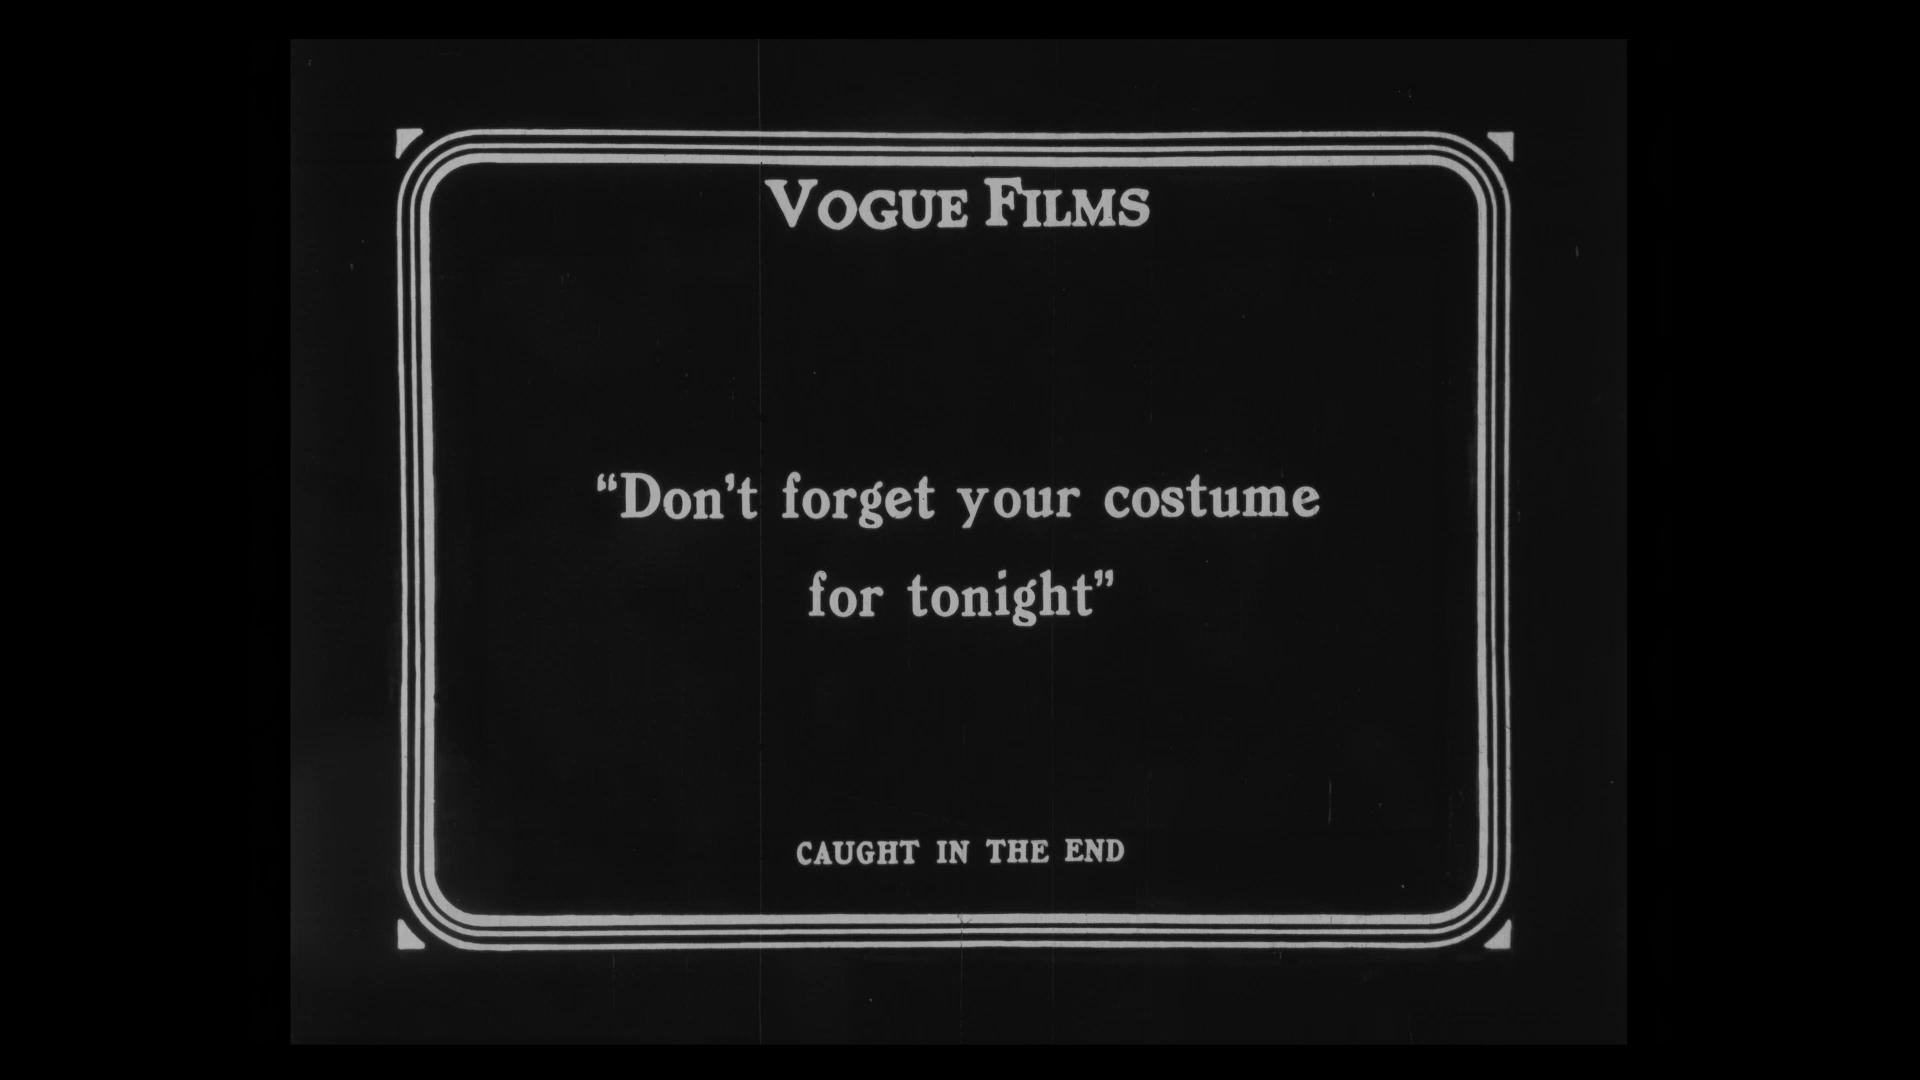 VOGUE FILMS
“Don't forget your costume
for tonight”
CAUGHT IN THE END